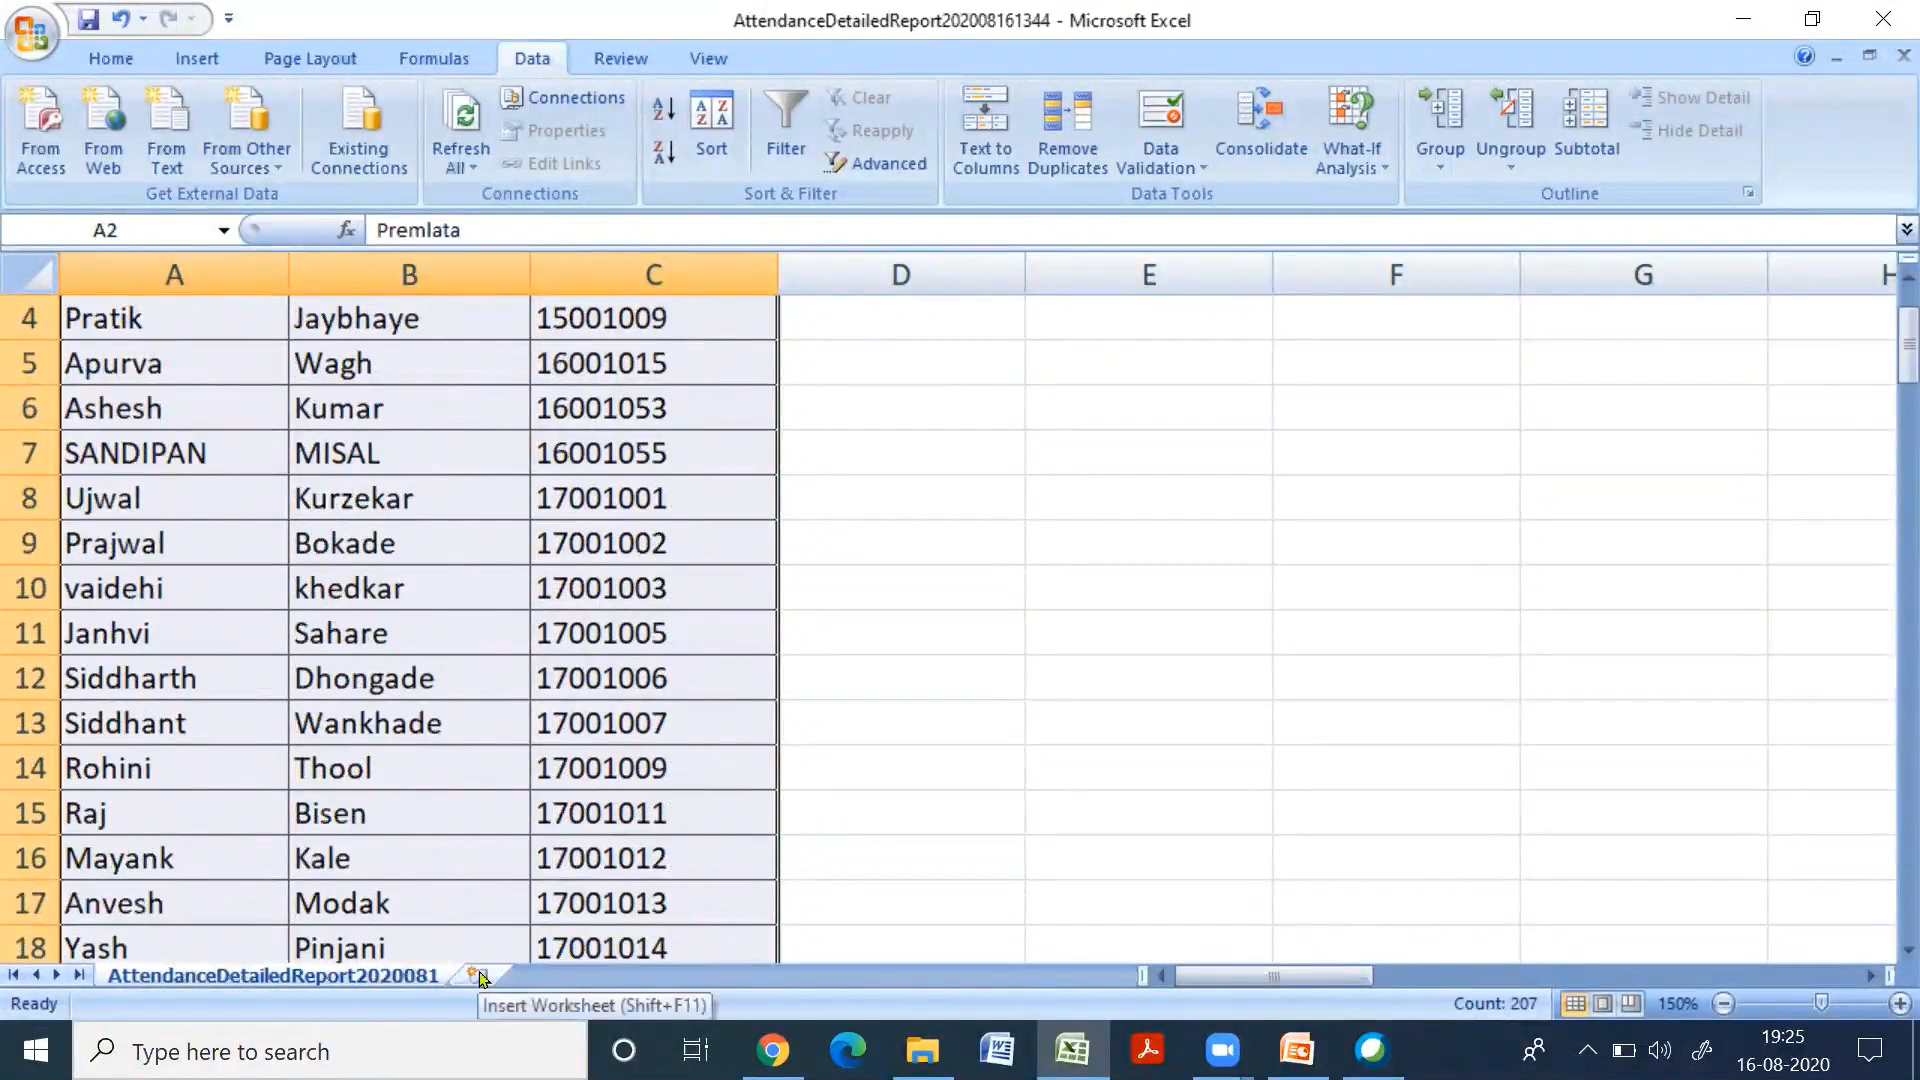 AttendanceDetailedReport202008161344 - Microsoft Excel
Home Insert Page Layout Formulas Data Review View
From Access
From Web
From Text
From Other Sources
Existing Connections
Get External Data
Refresh All
Connections
Properties
Edit Links
Connections
Sort
Filter
Clear
Reapply
Advanced
Sort & Filter
Text to Columns
Remove Duplicates
Data Validation
Consolidate
What-If Analysis
Data Tools
Group
Ungroup
Subtotal
Show Detail
Hide Detail
Outline
A2 fx Premlata
A B C D E F G H
4 Pratik Jaybhaye 15001009
5 Apurva Wagh 16001015
6 Ashesh Kumar 16001053
7 SANDIPAN MISAL 16001055
8 Ujwal Kurzekar 17001001
9 Prajwal Bokade 17001002
10 vaidehi khedkar 17001003
11 Janhvi Sahare 17001005
12 Siddharth Dhongade 17001006
13 Siddhant Wankhade 17001007
14 Rohini Thool 17001009
15 Raj Bisen 17001011
16 Mayank Kale 17001012
17 Anvesh Modak 17001013
18 Yash Pinjani 17001014
AttendanceDetailedReport2020081
Insert Worksheet (Shift+F11)
Ready Count: 207 150%
Type here to search
19:25
16-08-2020